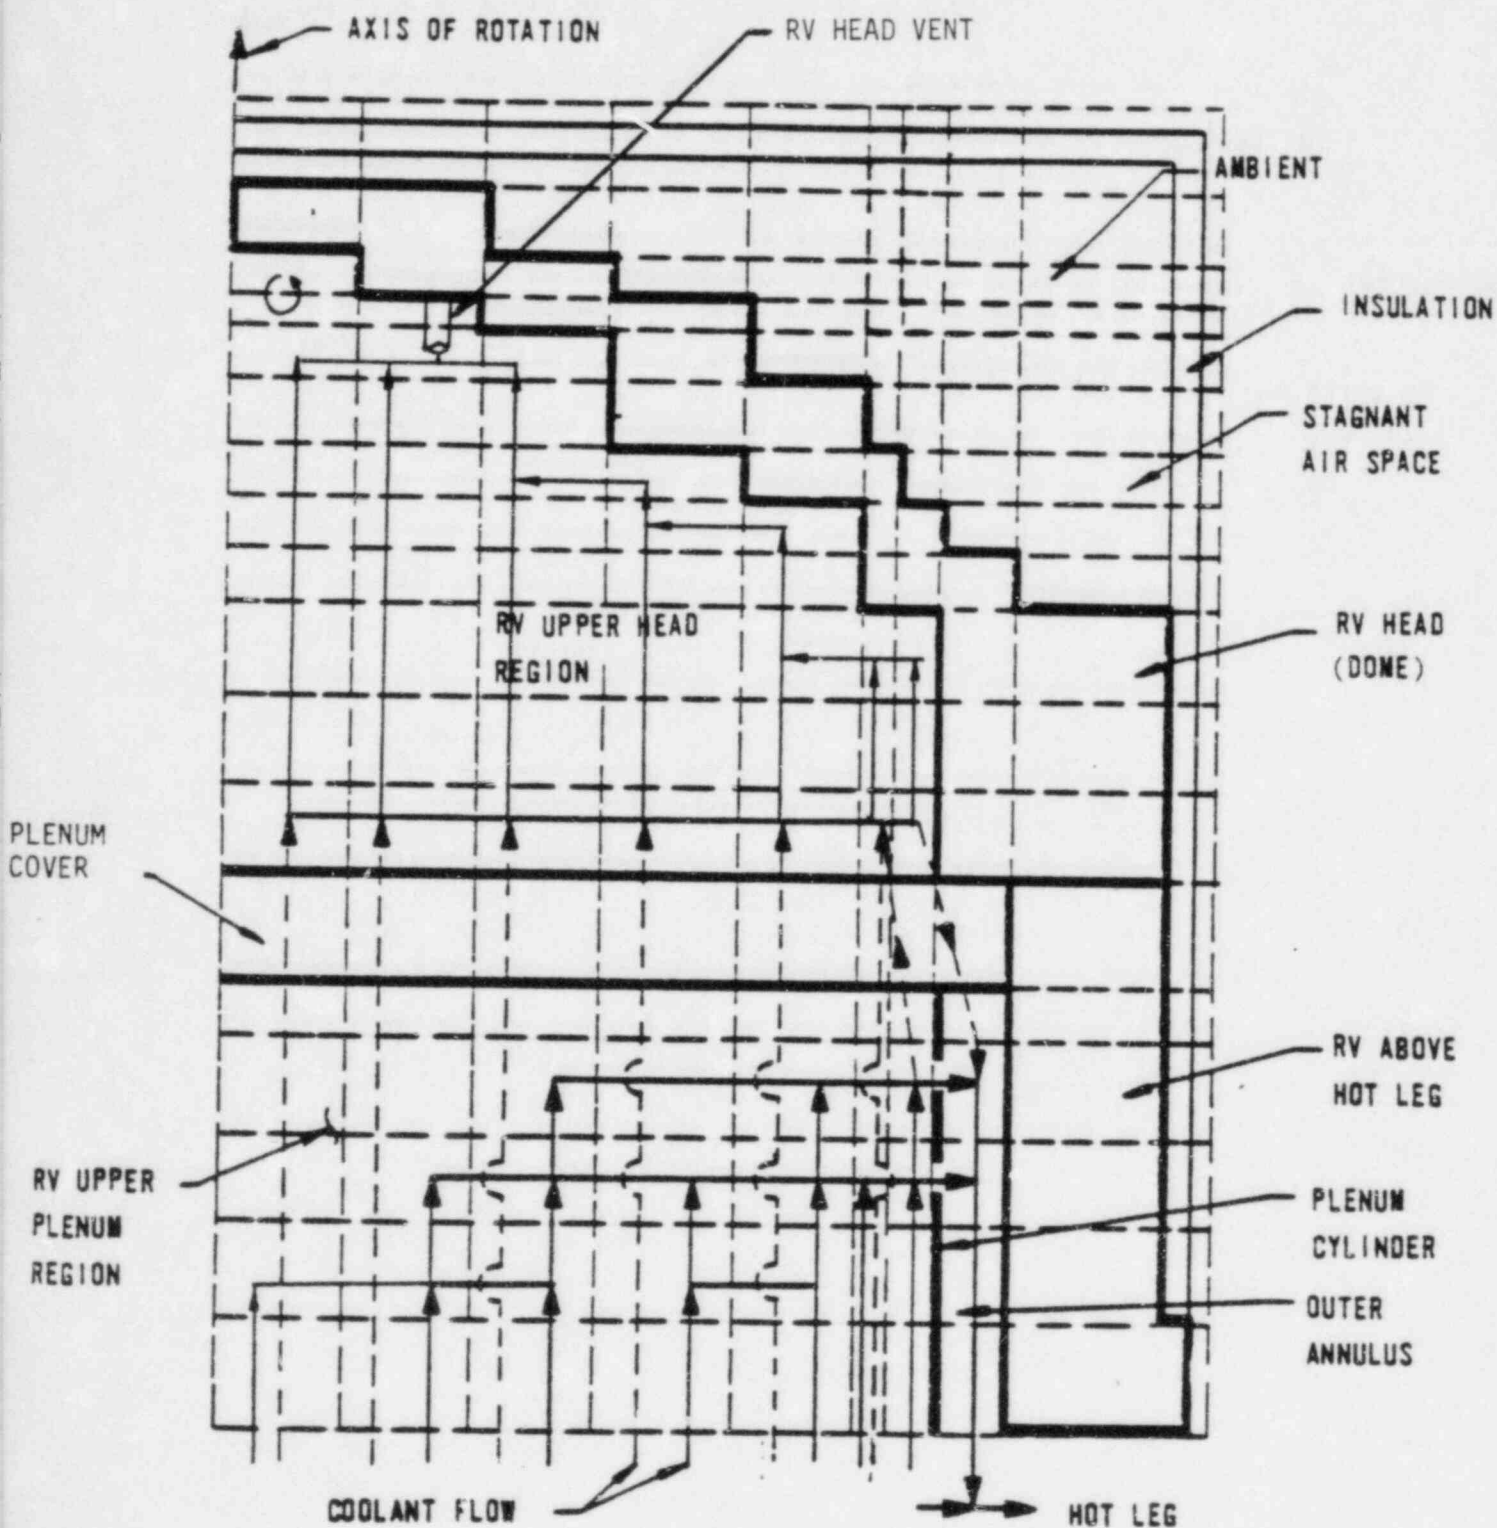 AXIS OF ROTATION
RV HEAD VENT
AMBIENT
INSULATION
STAGNANT
AIR SPACE
RV UPPER HEAD
REGION
RV HEAD
(DOME)
PLENUM
COVER
RV ABOVE
HOT LEG
RV UPPER
PLENUM
REGION
PLENUM
CYLINDER
OUTER
ANNULUS
COOLANT FLOW
HOT LEG